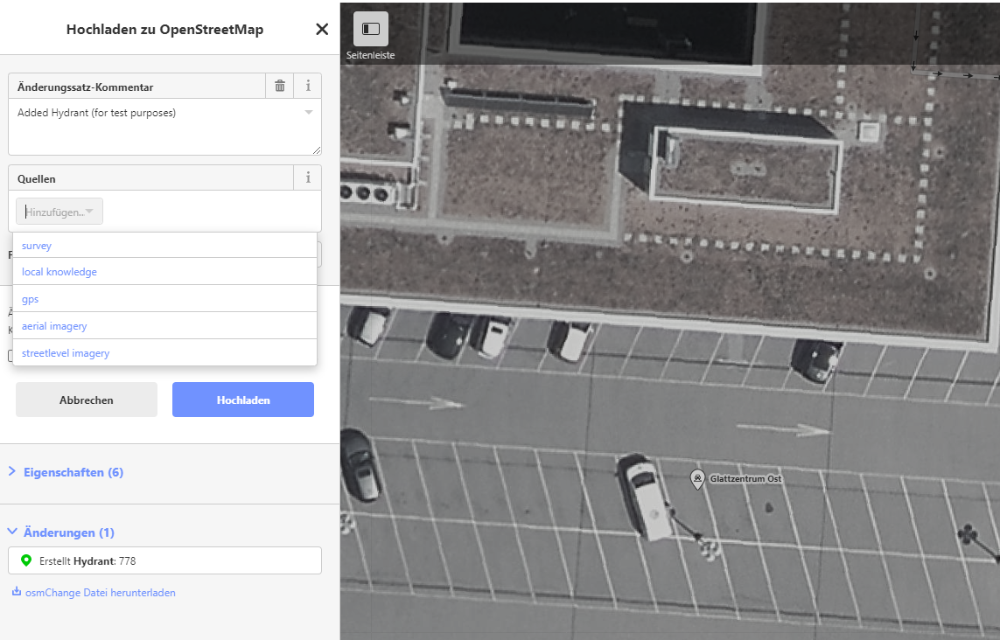 Hochladen zu OpenStreetMap
Seitenleiste
Änderungssatz-Kommentar
Added Hydrant (for test purposes)
Quellen
Hinzufügen..
survey
local knowledge
gps
aerial imagery
streetlevel imagery
Abbrechen
Hochladen
Eigenschaften (6)
Änderungen (1)
Erstellt Hydrant: 778
osmChange Datei herunterladen
Glattzentrum Ost